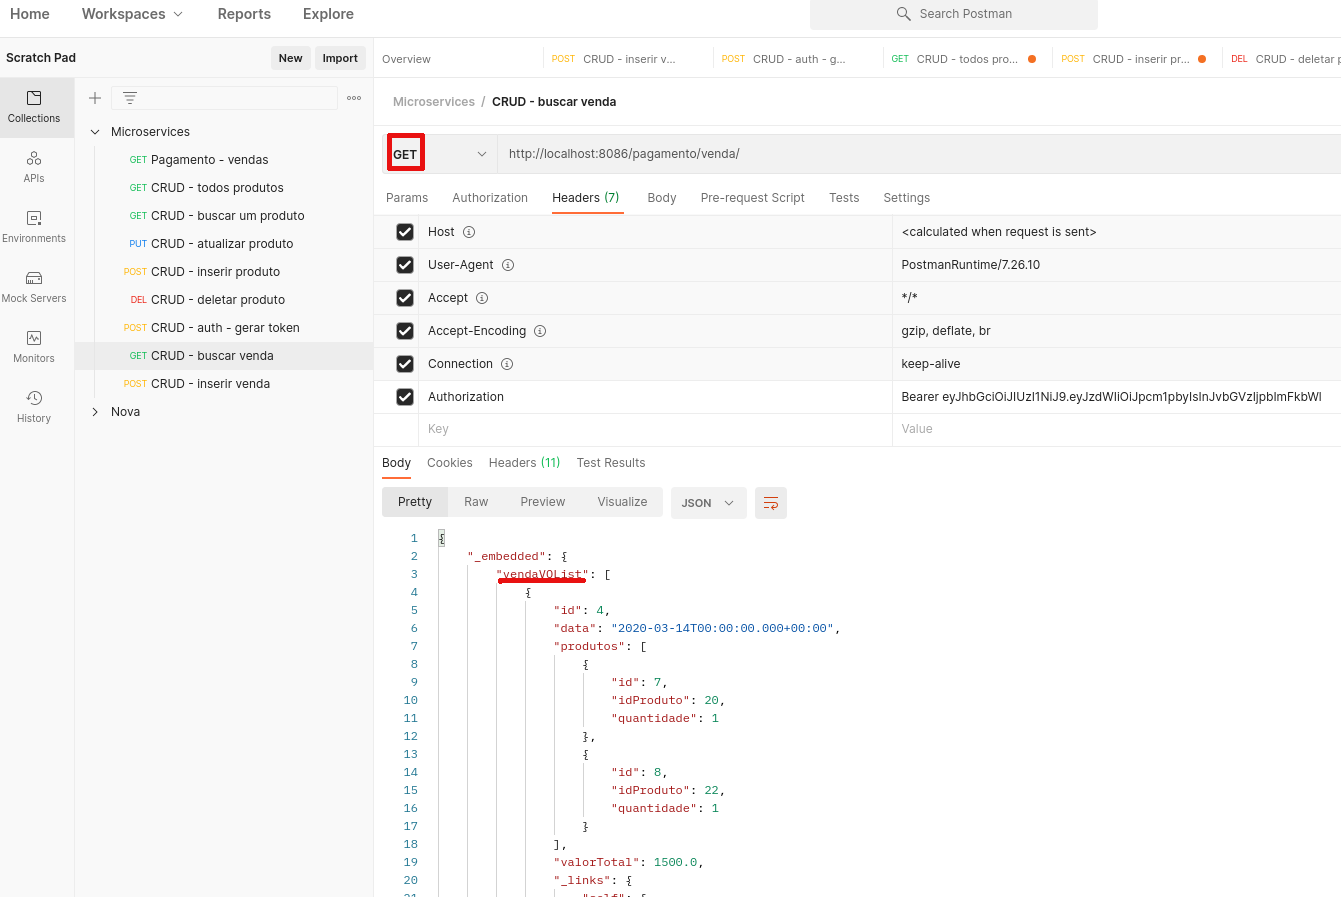 Home Workspaces Reports Explore Search Postman
Scratch Pad New Import
Overview POST CRUD - inserir v... POST CRUD - auth - g... GET CRUD - todos pro... POST CRUD - inserir pr... DEL CRUD - deletar p
Collections
APIs
Environments
Mock Servers
Monitors
History
Microservices
GET Pagamento - vendas
GET CRUD - todos produtos
GET CRUD - buscar um produto
PUT CRUD - atualizar produto
POST CRUD - inserir produto
DEL CRUD - deletar produto
POST CRUD - auth - gerar token
GET CRUD - buscar venda
POST CRUD - inserir venda
Nova
Microservices / CRUD - buscar venda
GET http://localhost:8086/pagamento/venda/
Params Authorization Headers (7) Body Pre-request Script Tests Settings
Host <calculated when request is sent>
User-Agent PostmanRuntime/7.26.10
Accept */*
Accept-Encoding gzip, deflate, br
Connection keep-alive
Authorization Bearer
Key Value
Body Cookies Headers (11) Test Results
Pretty Raw Preview Visualize JSON
1 {
2 "_embedded": {
3 "vendaVOList": [
4 {
5 "id": 4,
6 "data": "2020-03-14T00:00:00.000+00:00",
7 "produtos": [
8 {
9 "id": 7,
10 "idProduto": 20,
11 "quantidade": 1
12 },
13 {
14 "id": 8,
15 "idProduto": 22,
16 "quantidade": 1
17 }
18 ],
19 "valorTotal": 1500.0,
20 "_links": {